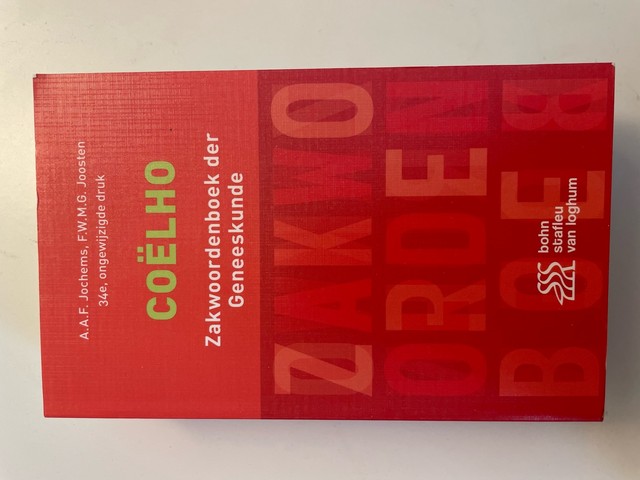 A.A.F. Jochems, F.W.M.G. Joosten
34e, ongewijzigde druk
COËLHO
Zakwoordenboek der
Geneeskunde
ZAKWO
ORDEN
BOEK
bohn
stafleu
van loghum